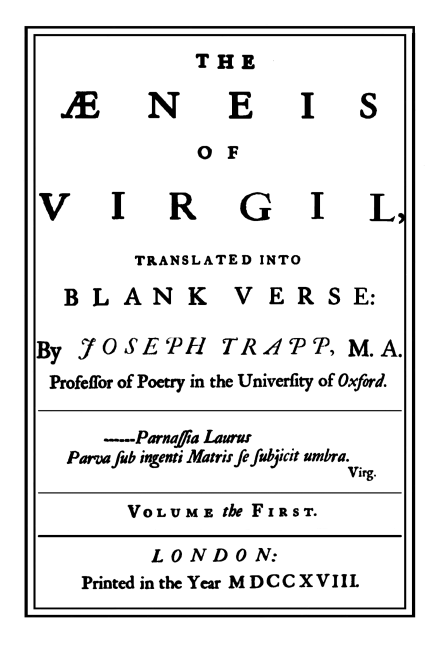 THE
ÆNEIS
OF
VIRGIL,
TRANSLATED INTO
BLANK VERSE:
By JOSEPH TRAPP, M. A.
Profeſſor of Poetry in the Univerſity of Oxford.
------Parnaſſia Laurus
Parva ſub ingenti Matris ſe ſubjicit umbra.
Virg.
VOLUME the FIRST.
LONDON:
Printed in the Year MDCCXVIII.